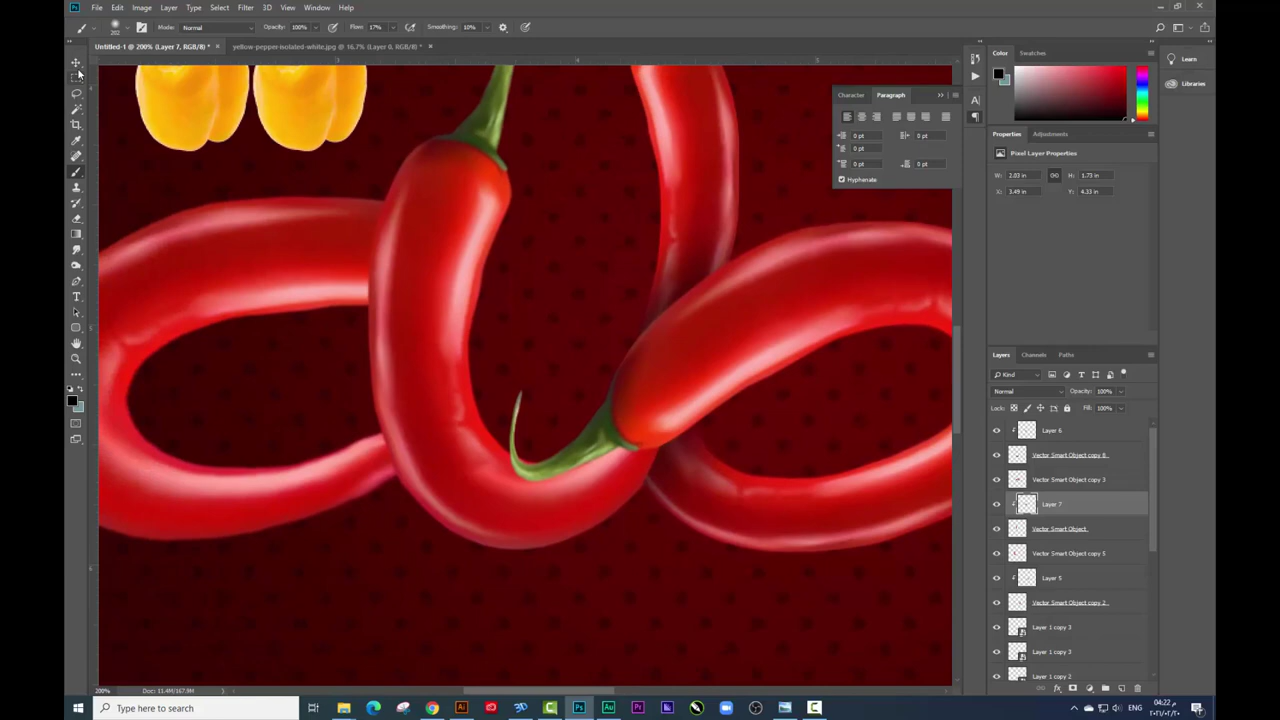 Ps File Edit Image Layer Type Select Filter 3D View Window Help
202 Mode: Normal Opacity: 100% Flow: 17% Smoothing: 10%
Untitled-1 @ 200% (Layer 7, RGB/8) * × yellow-pepper-isolated-white.jpg @ 16.7% (Layer 0, RGB/8) * ×
Color Swatches
Learn
Libraries
Character Paragraph
0 pt 0 pt
0 pt
0 pt 0 pt
Hyphenate
Properties Adjustments
Pixel Layer Properties
W: 2.03 in H: 1.73 in
X: 3.49 in Y: 4.33 in
Layers Channels Paths
Kind
Normal Opacity: 100%
Lock: Fill: 100%
Layer 6
Vector Smart Object copy 8
Vector Smart Object copy 3
Layer 7
Vector Smart Object
Vector Smart Object copy 5
Layer 5
Vector Smart Object copy 2
Layer 1 copy 3
Layer 1 copy 3
Layer 1 copy 2
200% Doc: 11.4M/167.9M
Type here to search